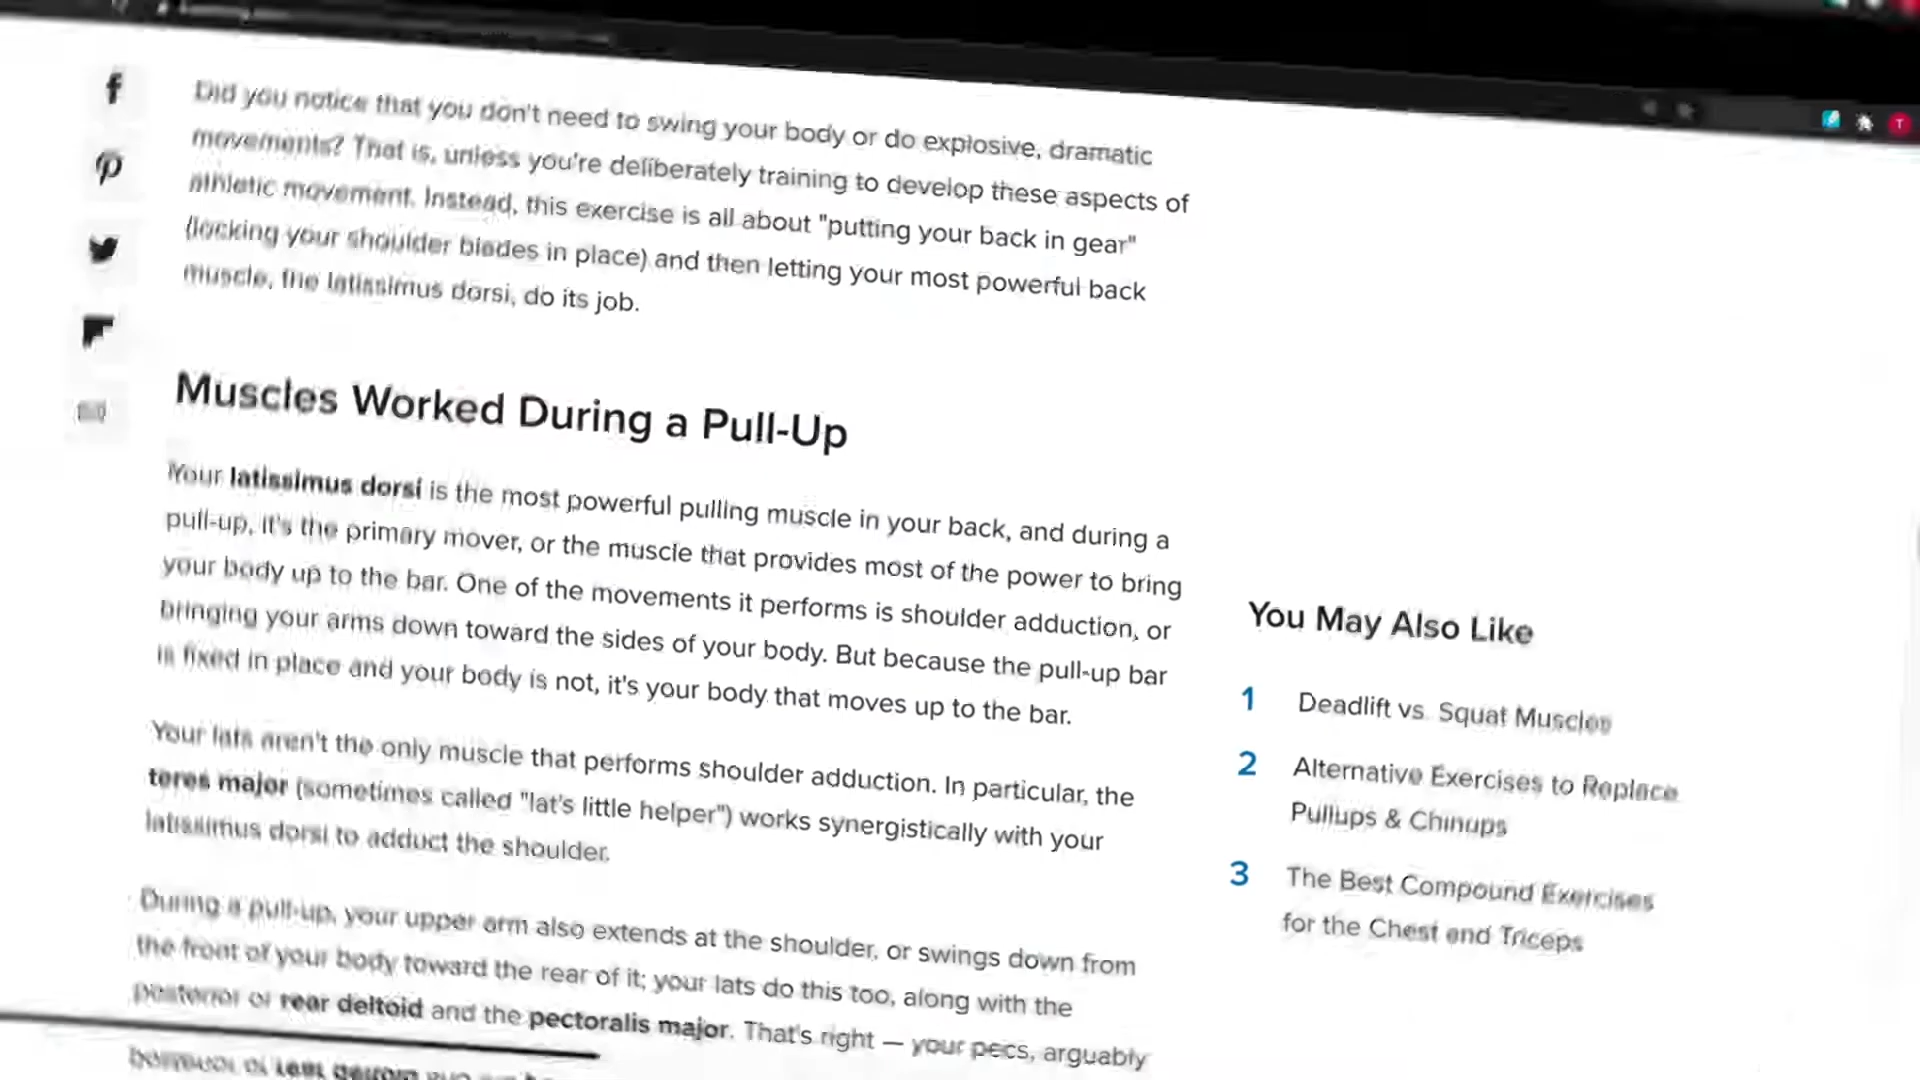 Did you notice that you don't need to swing your body or do explosive, dramatic
movements? That is, unless you're deliberately training to develop these aspects of
athletic movement. Instead, this exercise is all about "putting your back in gear"
(locking your shoulder blades in place) and then letting your most powerful back
muscle, the latissimus dorsi, do its job.
Muscles Worked During a Pull-Up
Your latissimus dorsi is the most powerful pulling muscle in your back, and during a
pull-up, it's the primary mover, or the muscle that provides most of the power to bring
your body up to the bar. One of the movements it performs is shoulder adduction, or
bringing your arms down toward the sides of your body. But because the pull-up bar
is fixed in place and your body is not, it's your body that moves up to the bar.
Your lats aren't the only muscle that performs shoulder adduction. In particular, the
teres major (sometimes called "lat's little helper") works synergistically with your
latissimus dorsi to adduct the shoulder.
During a pull-up, your upper arm also extends at the shoulder, or swings down from
the front of your body toward the rear of it; your lats do this too, along with the
posterior or rear deltoid and the pectoralis major. That's right — your pecs, arguably
You May Also Like
1 Deadlift vs. Squat Muscles
2 Alternative Exercises to Replace
Pullups & Chinups
3 The Best Compound Exercises
for the Chest and Triceps
T